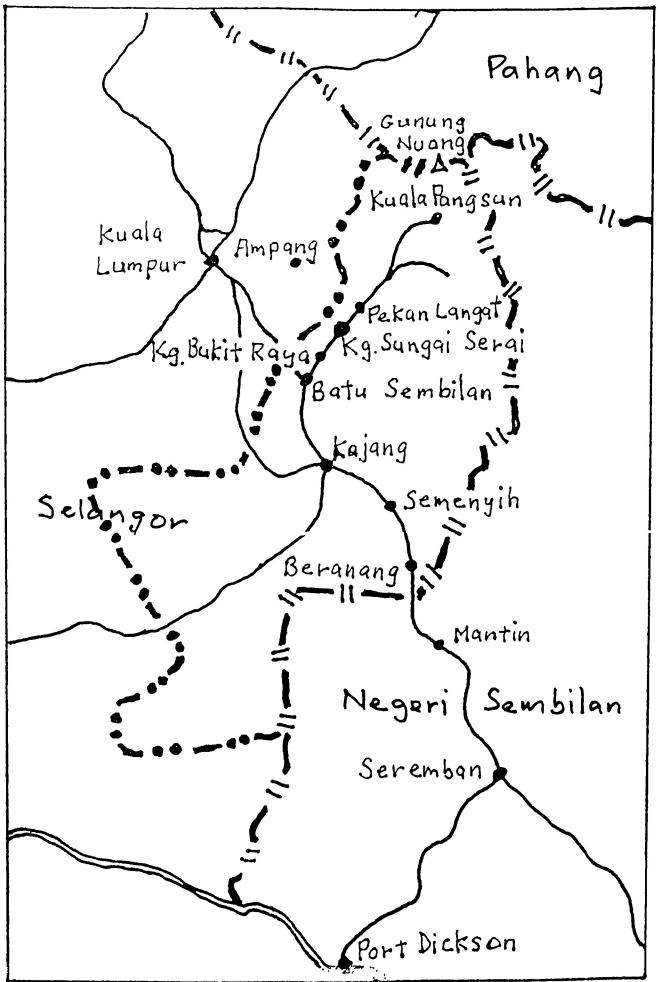 Pahang
Gunung
Nuang
Kuala Pangsun
Kuala
Lumpur
Ampang
Pekan Langat
Kg. Sungai Serai
Kg. Bukit Raya
Batu Sembilan
Kajang
Semenyih
Selangor
Beranang
Mantin
Negeri Sembilan
Seremban
Port Dickson